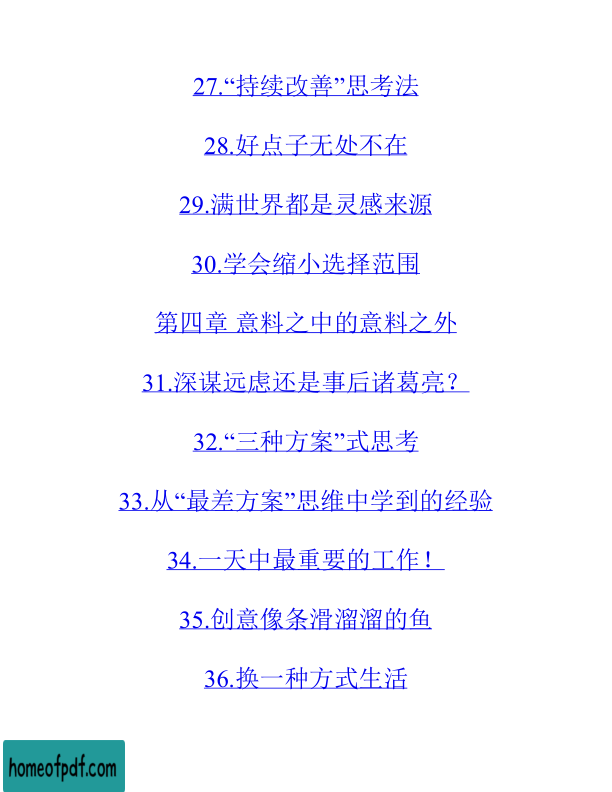 27.“持续改善”思考法
28.好点子无处不在
29.满世界都是灵感来源
30.学会缩小选择范围
第四章 意料之中的意料之外
31.深谋远虑还是事后诸葛亮？
32.“三种方案”式思考
33.从“最差方案”思维中学到的经验
34.一天中最重要的工作！
35.创意像条滑溜溜的鱼
36.换一种方式生活
homeofpdf.com